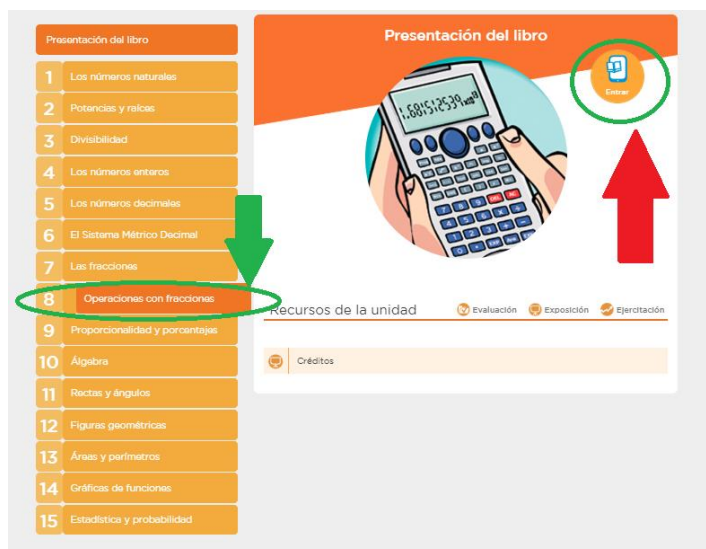 Presentación del libro
1 Los números naturales
2 Potencias y raíces
3 Divisibilidad
4 Los números enteros
5 Los números decimales
6 El Sistema Métrico Decimal
7 Las fracciones
8 Operaciones con fracciones
9 Proporcionalidad y porcentajes
10 Álgebra
11 Rectas y ángulos
12 Figuras geométricas
13 Áreas y perímetros
14 Gráficas de funciones
15 Estadística y probabilidad
Presentación del libro
Entrar
Recursos de la unidad
Evaluación
Exposición
Ejercitación
Créditos